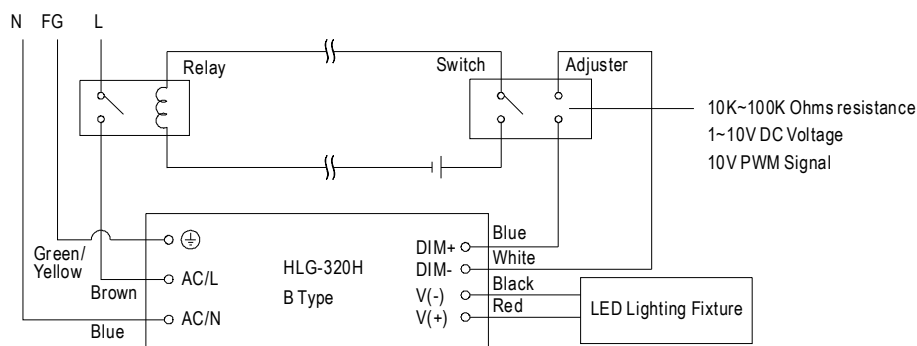 N FG L
Relay
Switch
Adjuster
10K~100K Ohms resistance
1~10V DC Voltage
10V PWM Signal
Green/
Yellow
Brown
Blue
AC/L
AC/N
HLG-320H
B Type
DIM+
DIM-
V(-)
V(+)
Blue
White
Black
Red
LED Lighting Fixture